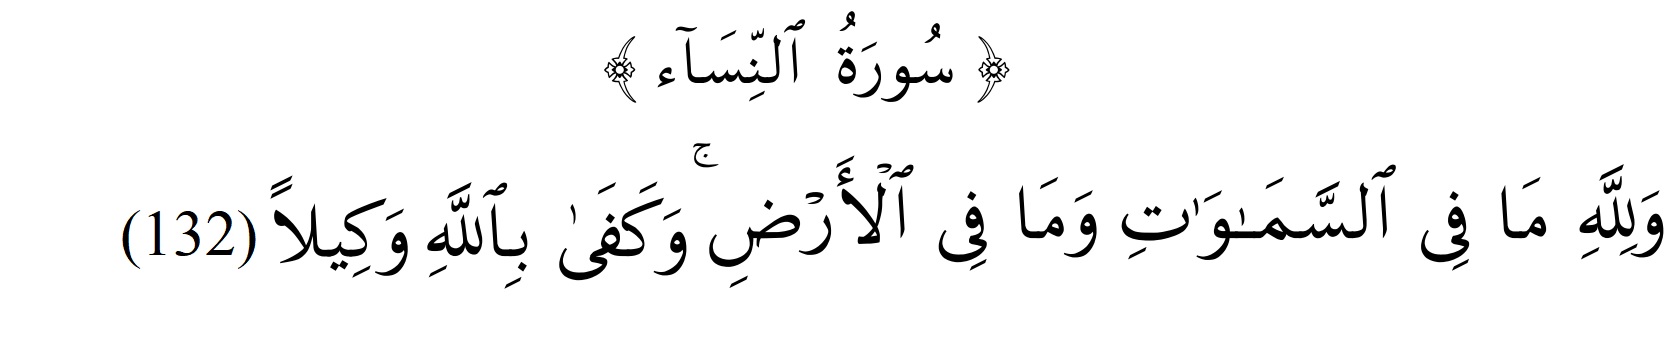 ﴿ سُورَةُ ٱلنِّسَآء ﴾
وَلِلَّهِ مَا فِى ٱلسَّمَـٰوَٰتِ وَمَا فِى ٱلْأَرْضِ ۚ وَكَفَىٰ بِٱللَّهِ وَكِيلاً (132)